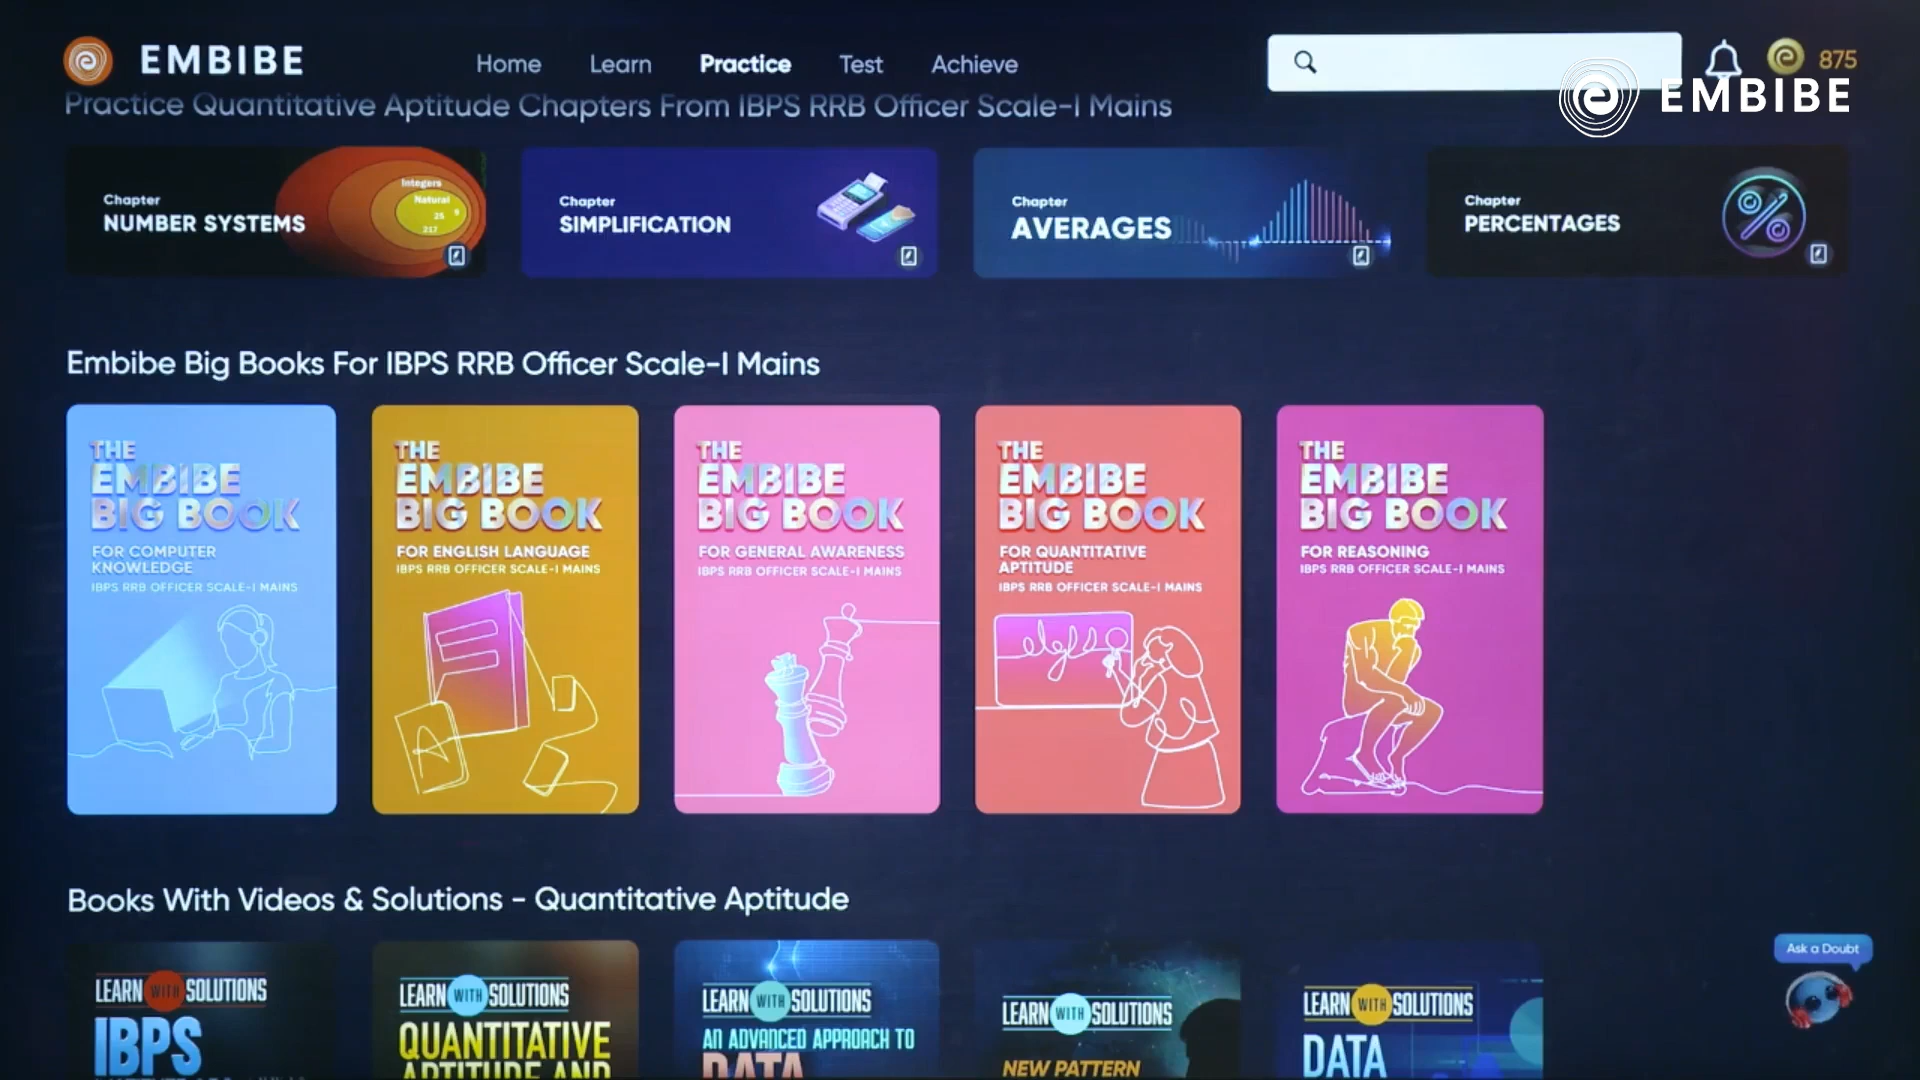 EMBIBE
Home Learn Practice Test Achieve
875
EMBIBE
Practice Quantitative Aptitude Chapters From IBPS RRB Officer Scale-I Mains
Chapter
NUMBER SYSTEMS
Integers
Natural
25 9
217
Chapter
SIMPLIFICATION
Chapter
AVERAGES
Chapter
PERCENTAGES
Embibe Big Books For IBPS RRB Officer Scale-I Mains
THE
EMBIBE
BIG BOOK
FOR COMPUTER
KNOWLEDGE
IBPS RRB OFFICER SCALE-I MAINS
THE
EMBIBE
BIG BOOK
FOR ENGLISH LANGUAGE
IBPS RRB OFFICER SCALE-I MAINS
A
THE
EMBIBE
BIG BOOK
FOR GENERAL AWARENESS
IBPS RRB OFFICER SCALE-I MAINS
THE
EMBIBE
BIG BOOK
FOR QUANTITATIVE
APTITUDE
IBPS RRB OFFICER SCALE-I MAINS
THE
EMBIBE
BIG BOOK
FOR REASONING
IBPS RRB OFFICER SCALE-I MAINS
Books With Videos & Solutions - Quantitative Aptitude
Ask a Doubt
LEARN WITH SOLUTIONS
IBPS
LEARN WITH SOLUTIONS
QUANTITATIVE
APTITUDE AND
LEARN WITH SOLUTIONS
AN ADVANCED APPROACH TO
DATA
LEARN WITH SOLUTIONS
NEW PATTERN
LEARN WITH SOLUTIONS
DATA